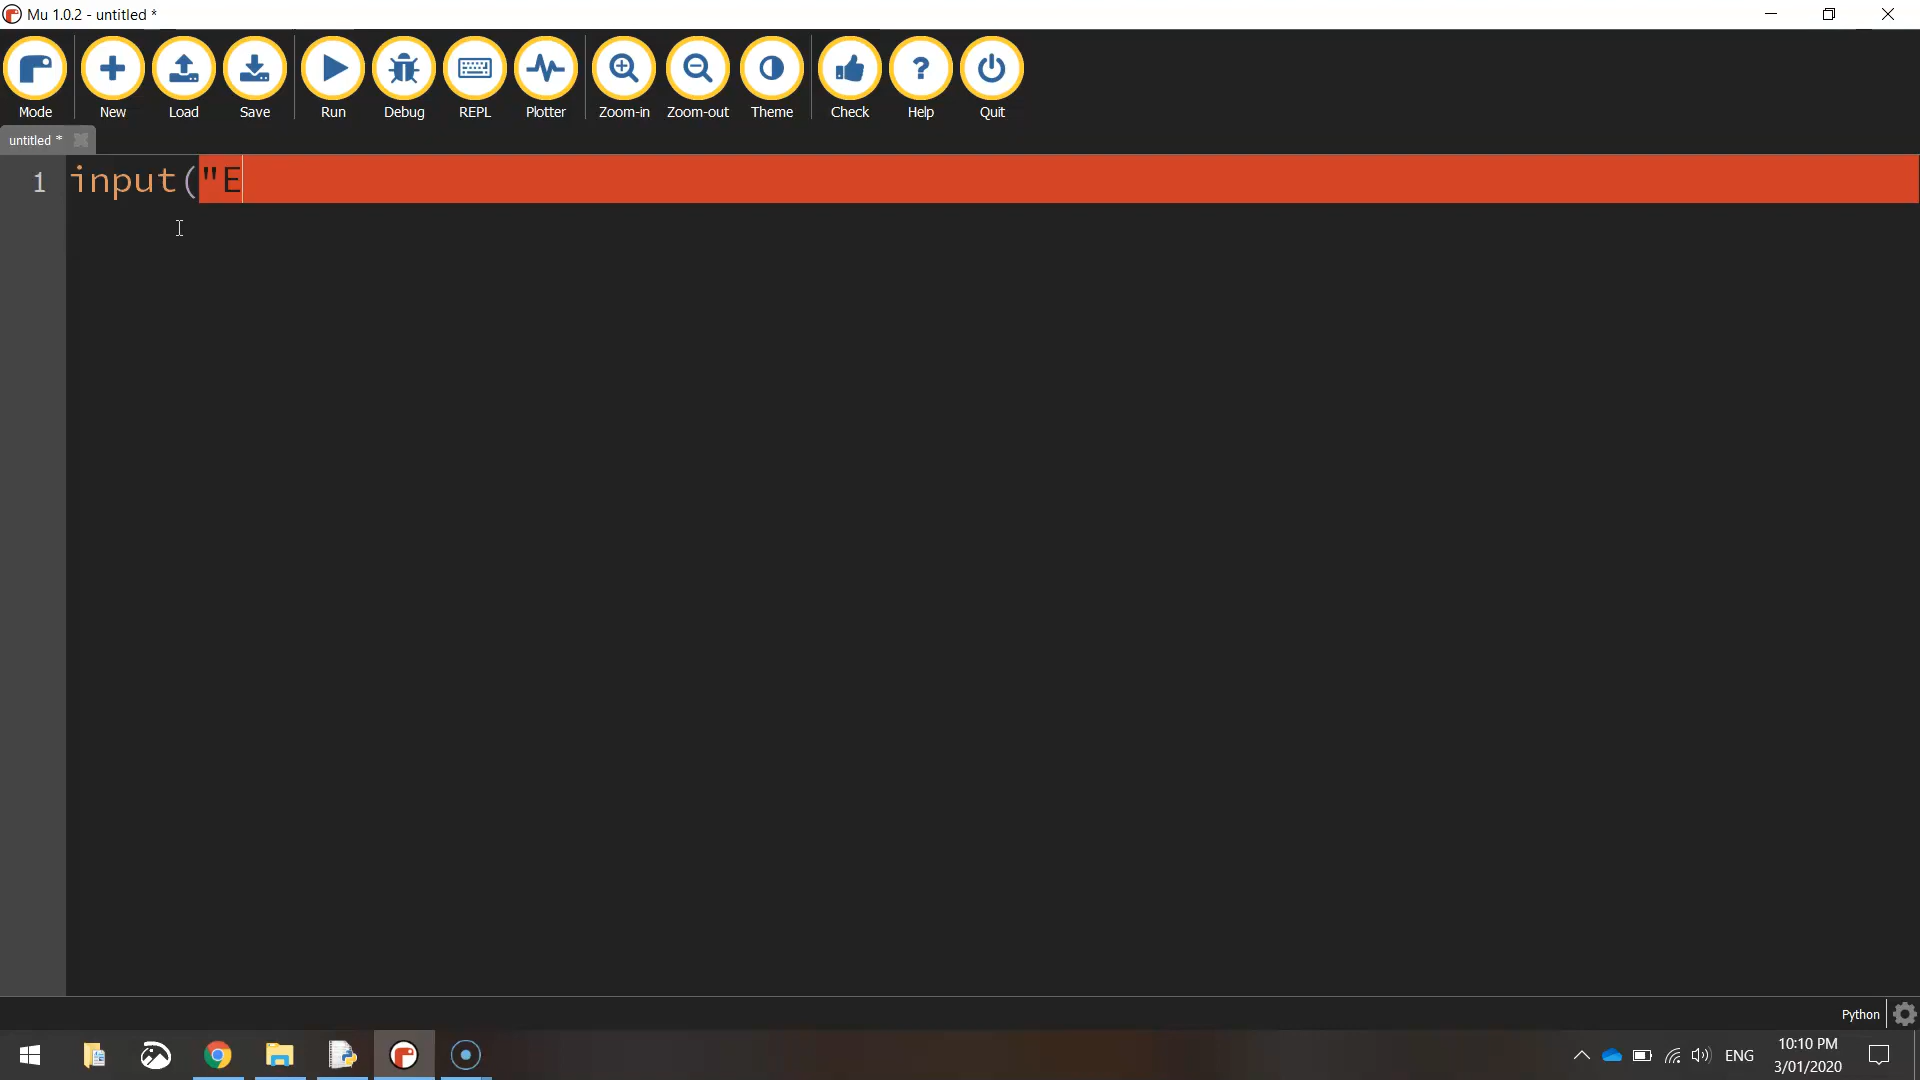 Mu 1.0.2 - untitled *
Mode New Load Save Run Debug REPL Plotter Zoom-in Zoom-out Theme Check Help Quit
untitled *
1 input("E
Python
ENG
10:10 PM
3/01/2020